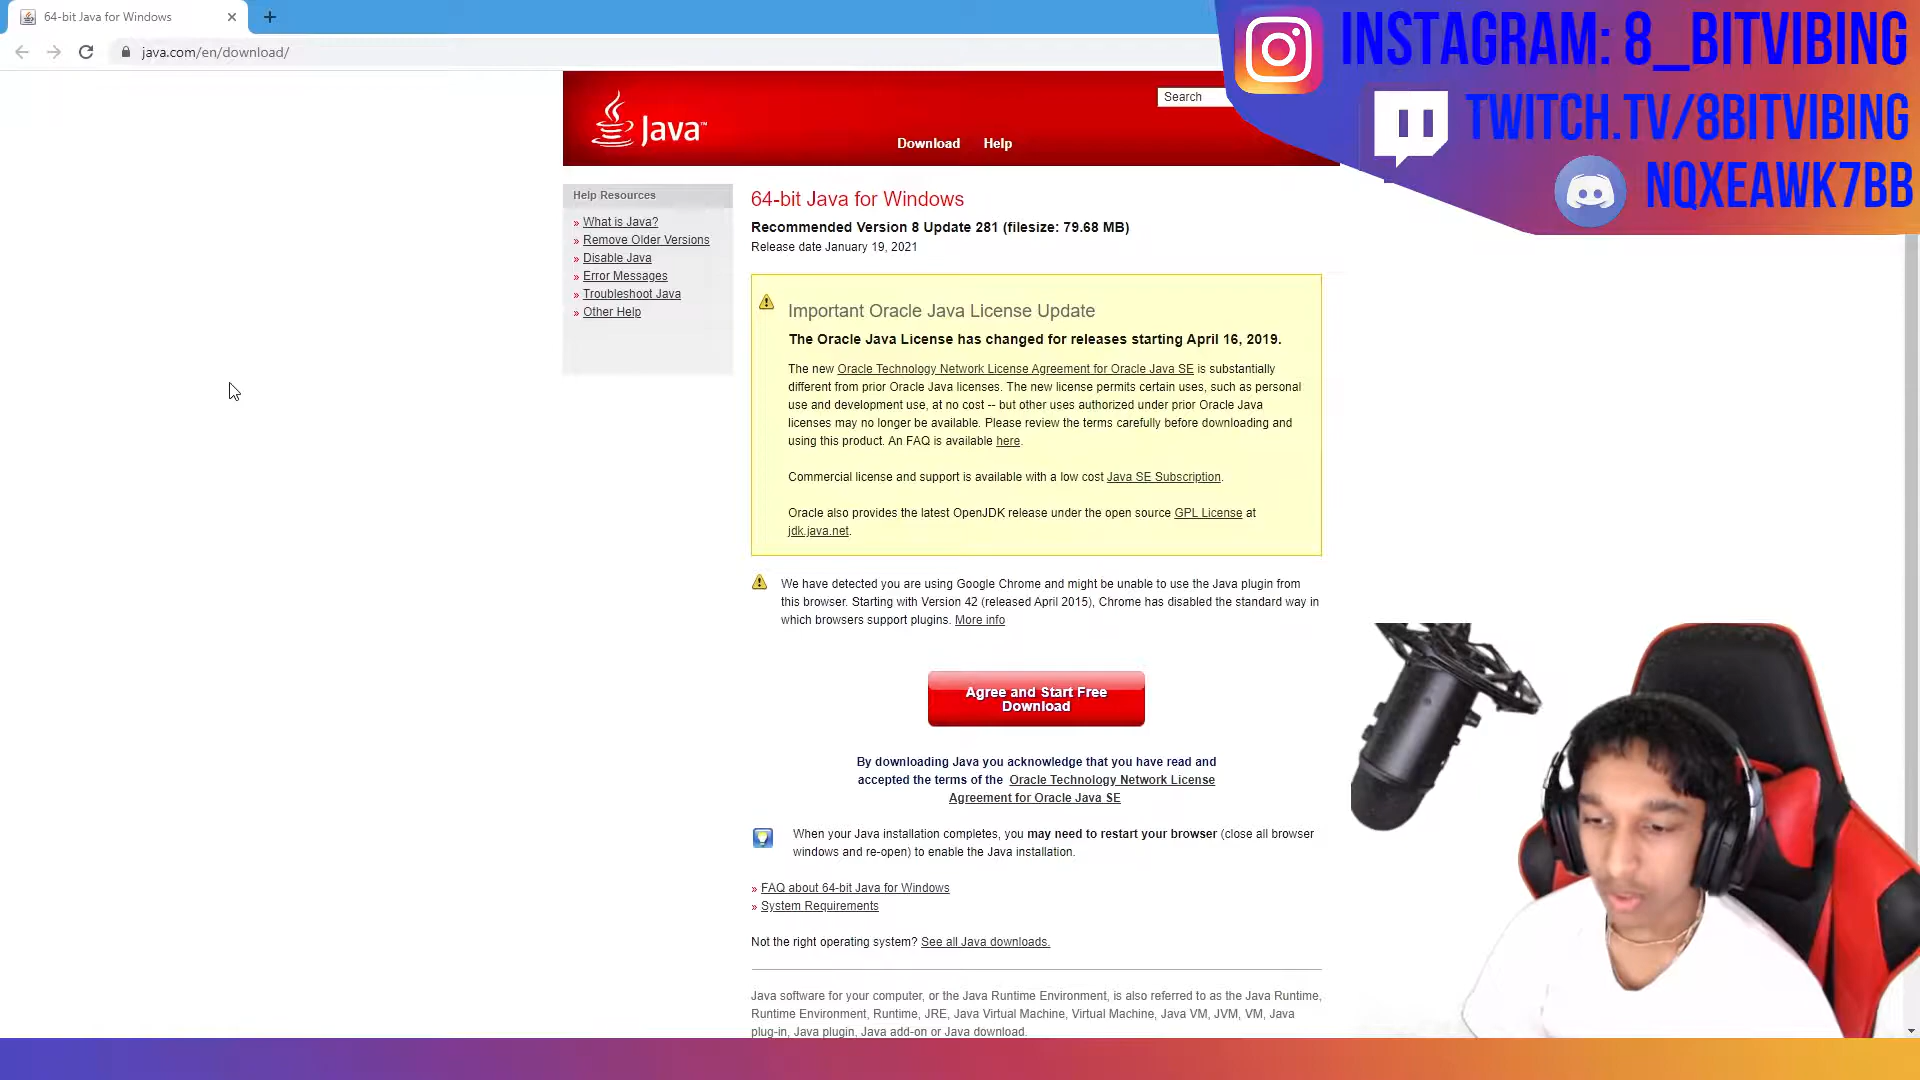 64-bit Java for Windows
java.com/en/download/
INSTAGRAM: 8_BITVIBING
TWITCH.TV/8BITVIBING
NQXEAWK7BB
Java™
Search
Download Help
Help Resources
» What is Java?
» Remove Older Versions
» Disable Java
» Error Messages
» Troubleshoot Java
» Other Help
64-bit Java for Windows
Recommended Version 8 Update 281 (filesize: 79.68 MB)
Release date January 19, 2021
Important Oracle Java License Update
The Oracle Java License has changed for releases starting April 16, 2019.
The new Oracle Technology Network License Agreement for Oracle Java SE is substantially
different from prior Oracle Java licenses. The new license permits certain uses, such as personal
use and development use, at no cost -- but other uses authorized under prior Oracle Java
licenses may no longer be available. Please review the terms carefully before downloading and
using this product. An FAQ is available here.
Commercial license and support is available with a low cost Java SE Subscription.
Oracle also provides the latest OpenJDK release under the open source GPL License at
jdk.java.net.
We have detected you are using Google Chrome and might be unable to use the Java plugin from
this browser. Starting with Version 42 (released April 2015), Chrome has disabled the standard way in
which browsers support plugins. More info
Agree and Start Free
Download
By downloading Java you acknowledge that you have read and
accepted the terms of the Oracle Technology Network License
Agreement for Oracle Java SE
When your Java installation completes, you may need to restart your browser (close all browser
windows and re-open) to enable the Java installation.
» FAQ about 64-bit Java for Windows
» System Requirements
Not the right operating system? See all Java downloads.
Java software for your computer, or the Java Runtime Environment, is also referred to as the Java Runtime,
Runtime Environment, Runtime, JRE, Java Virtual Machine, Virtual Machine, Java VM, JVM, VM, Java
plug-in, Java plugin, Java add-on or Java download.